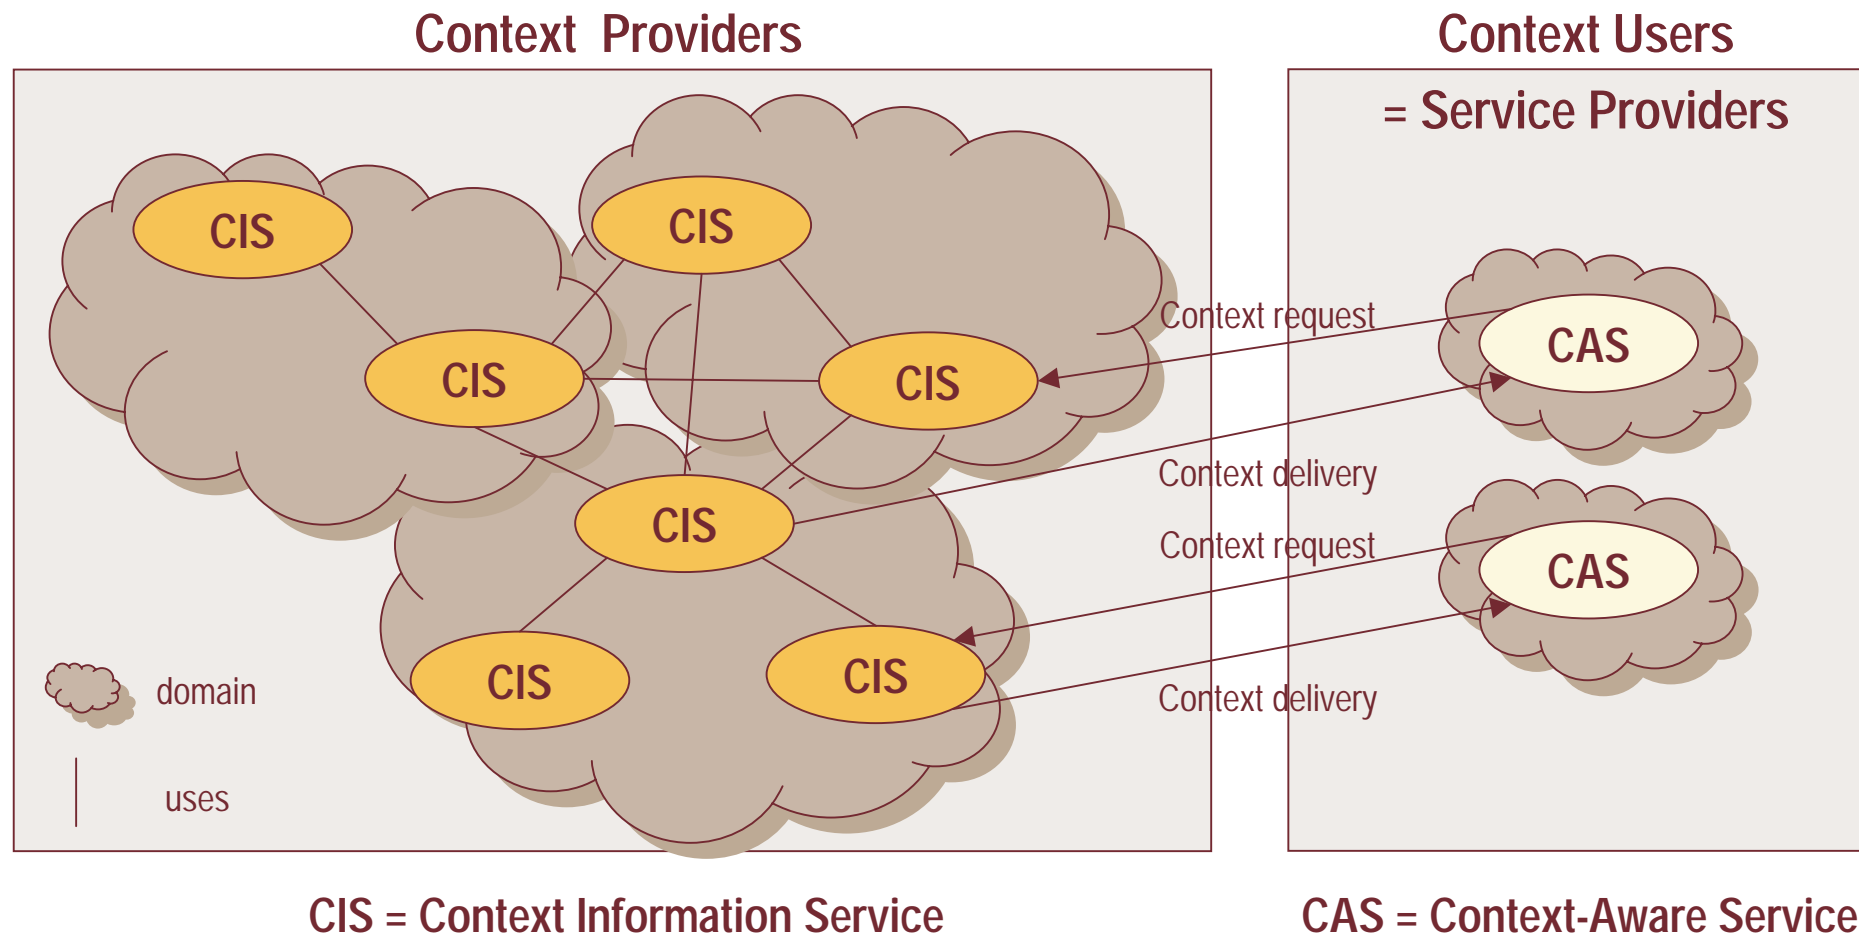 Context Providers
Context Users
= Service Providers
CIS
CIS
CIS
CIS
CIS
CIS
CIS
Context request
Context delivery
Context request
Context delivery
CAS
CAS
domain
uses
CIS = Context Information Service
CAS = Context-Aware Service